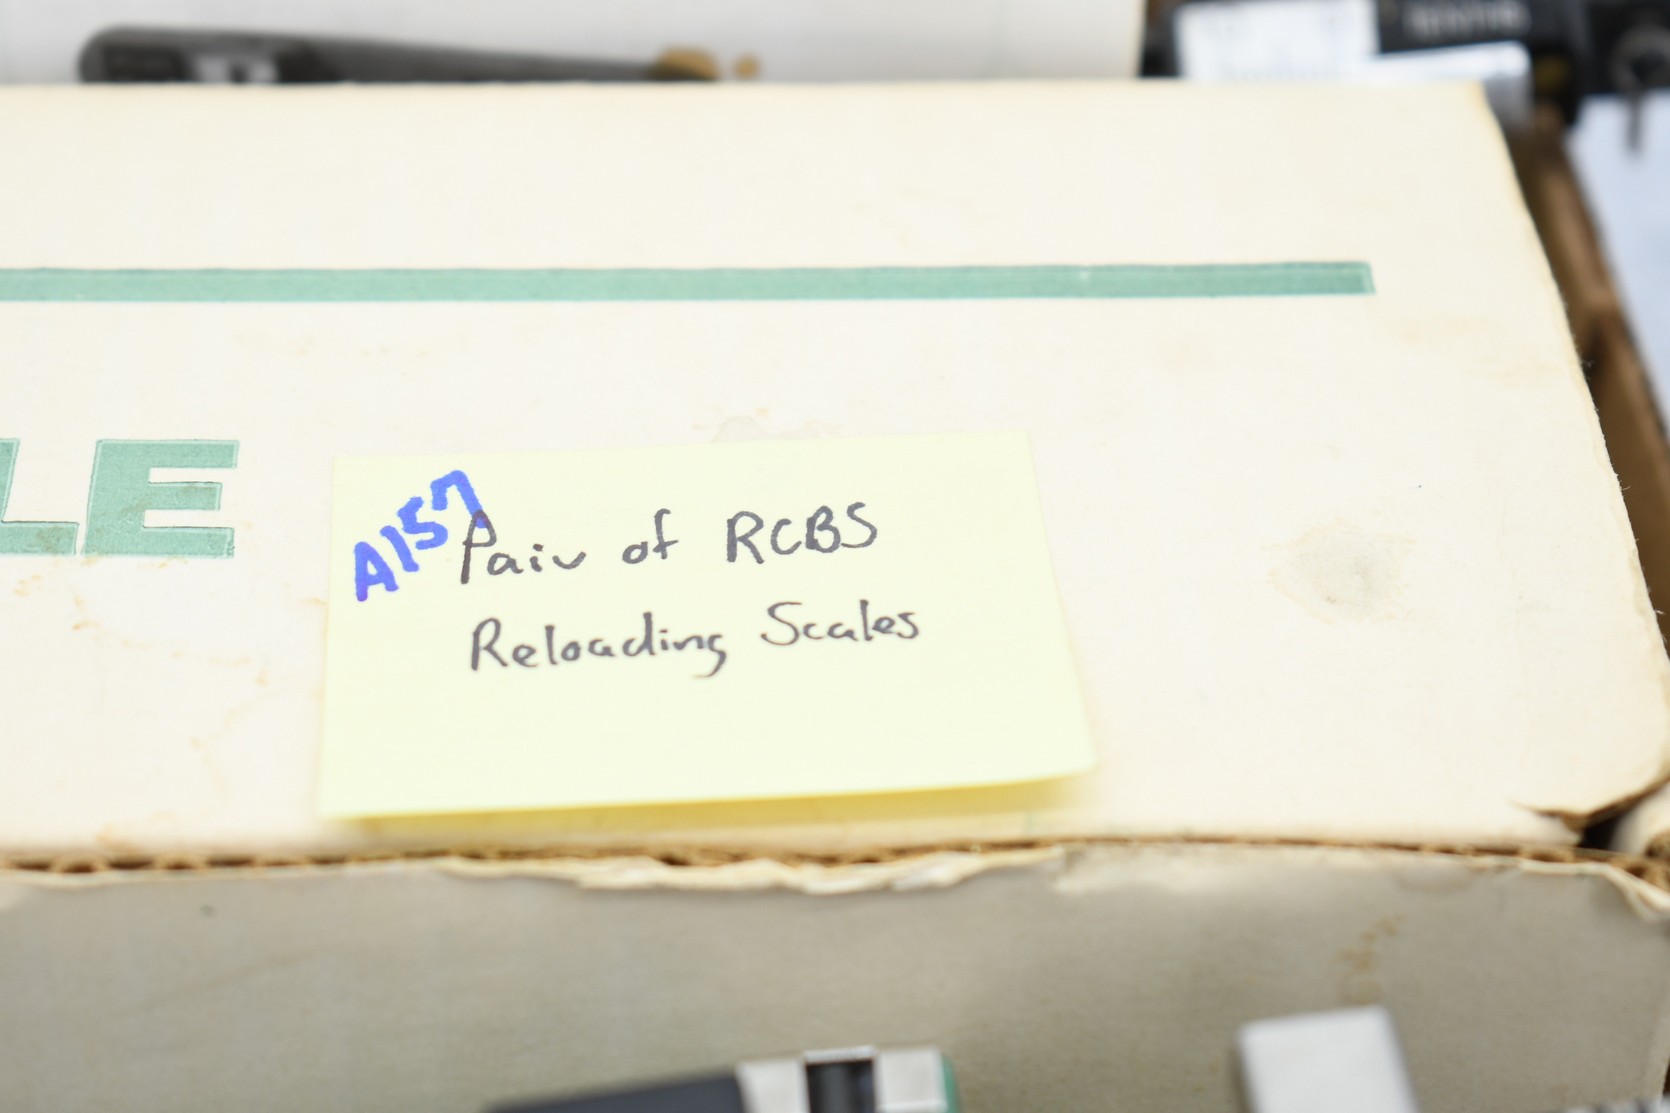 LE
A157
Pair of RCBS
Reloading Scales